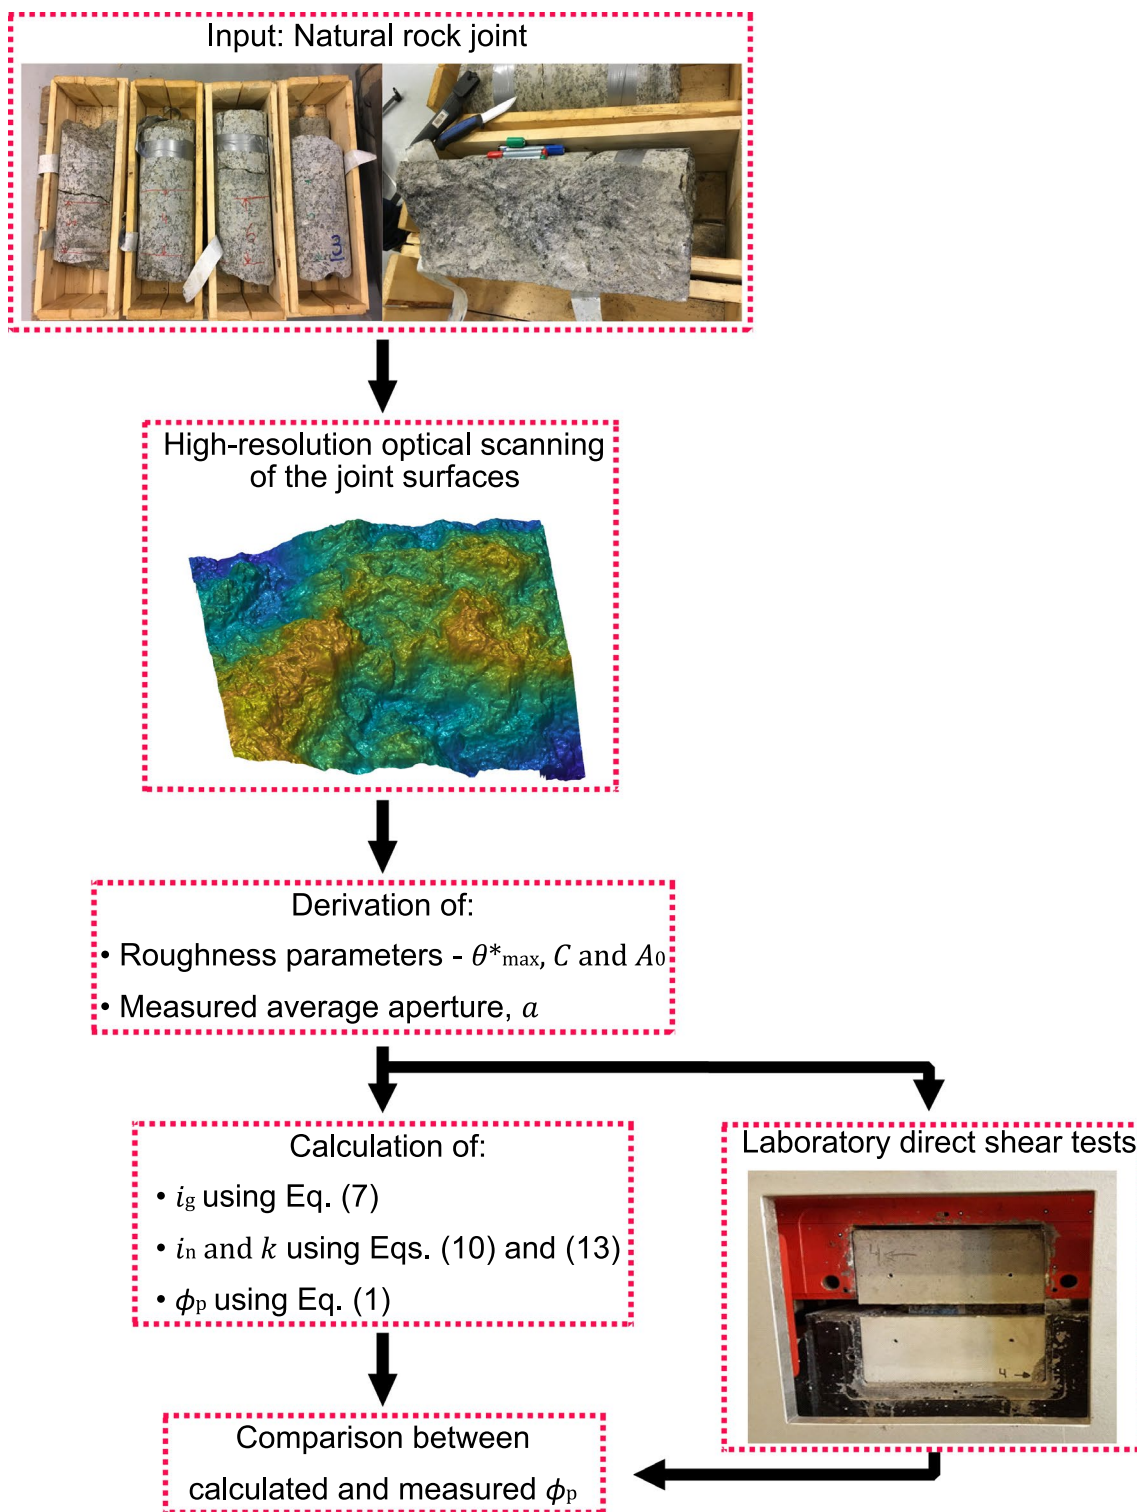 Input: Natural rock joint
High-resolution optical scanning
of the joint surfaces
Derivation of:
• Roughness parameters - θ*max, C and A0
• Measured average aperture, a
Calculation of:
• ig using Eq. (7)
• in and k using Eqs. (10) and (13)
• ϕp using Eq. (1)
Laboratory direct shear tests
4
4
Comparison between
calculated and measured ϕp